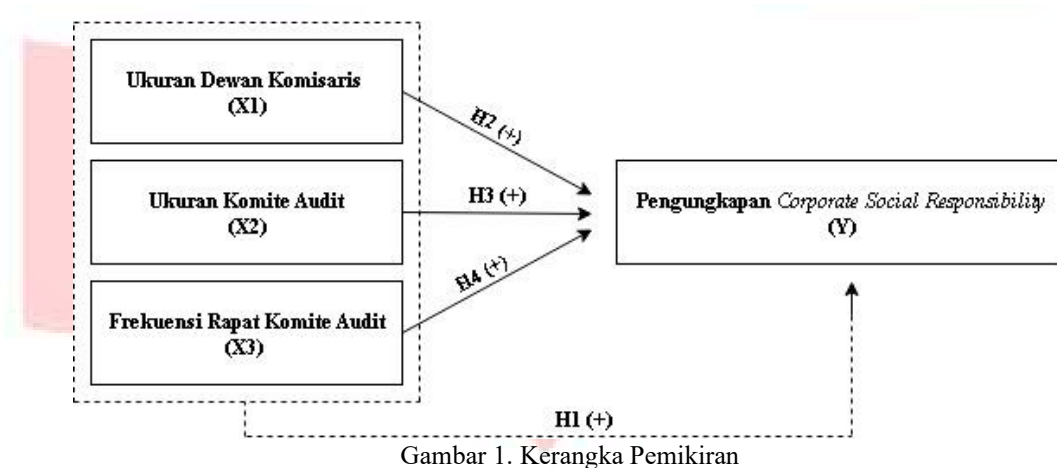 Ukuran Dewan Komisaris
(X1)
H2 (+)
Ukuran Komite Audit
(X2)
H3 (+)
Pengungkapan Corporate Social Responsibility
(Y)
Frekuensi Rapat Komite Audit
(X3)
H4 (+)
H1 (+)
Gambar 1. Kerangka Pemikiran